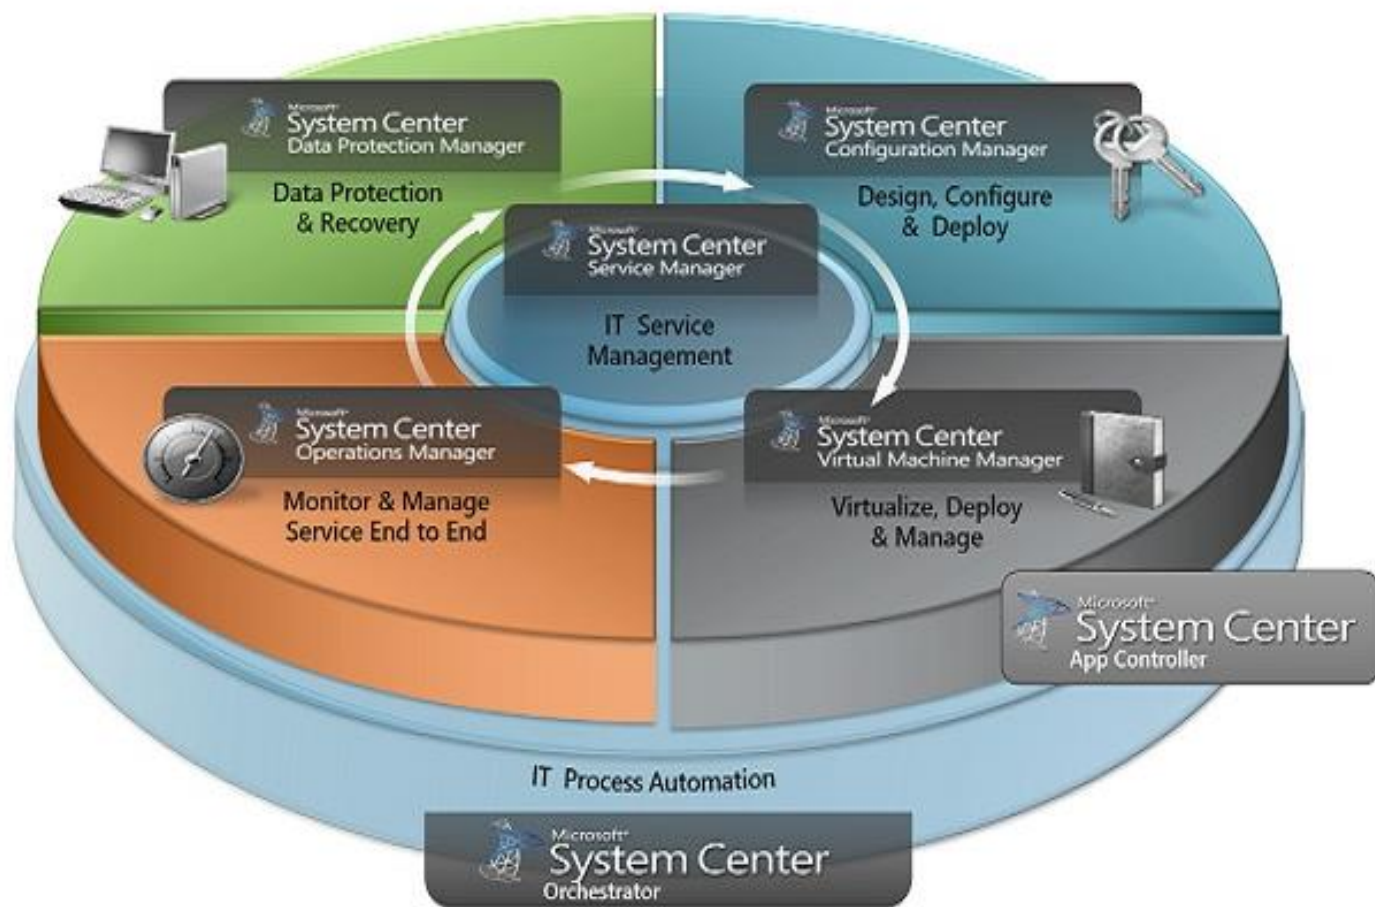 Microsoft®
System Center
Data Protection Manager
Data Protection
& Recovery
Microsoft®
System Center
Configuration Manager
Design, Configure
& Deploy
Microsoft®
System Center
Service Manager
IT Service
Management
Microsoft®
System Center
Operations Manager
Monitor & Manage
Service End to End
Microsoft®
System Center
Virtual Machine Manager
Virtualize, Deploy
& Manage
Microsoft®
System Center
App Controller
IT Process Automation
Microsoft®
System Center
Orchestrator